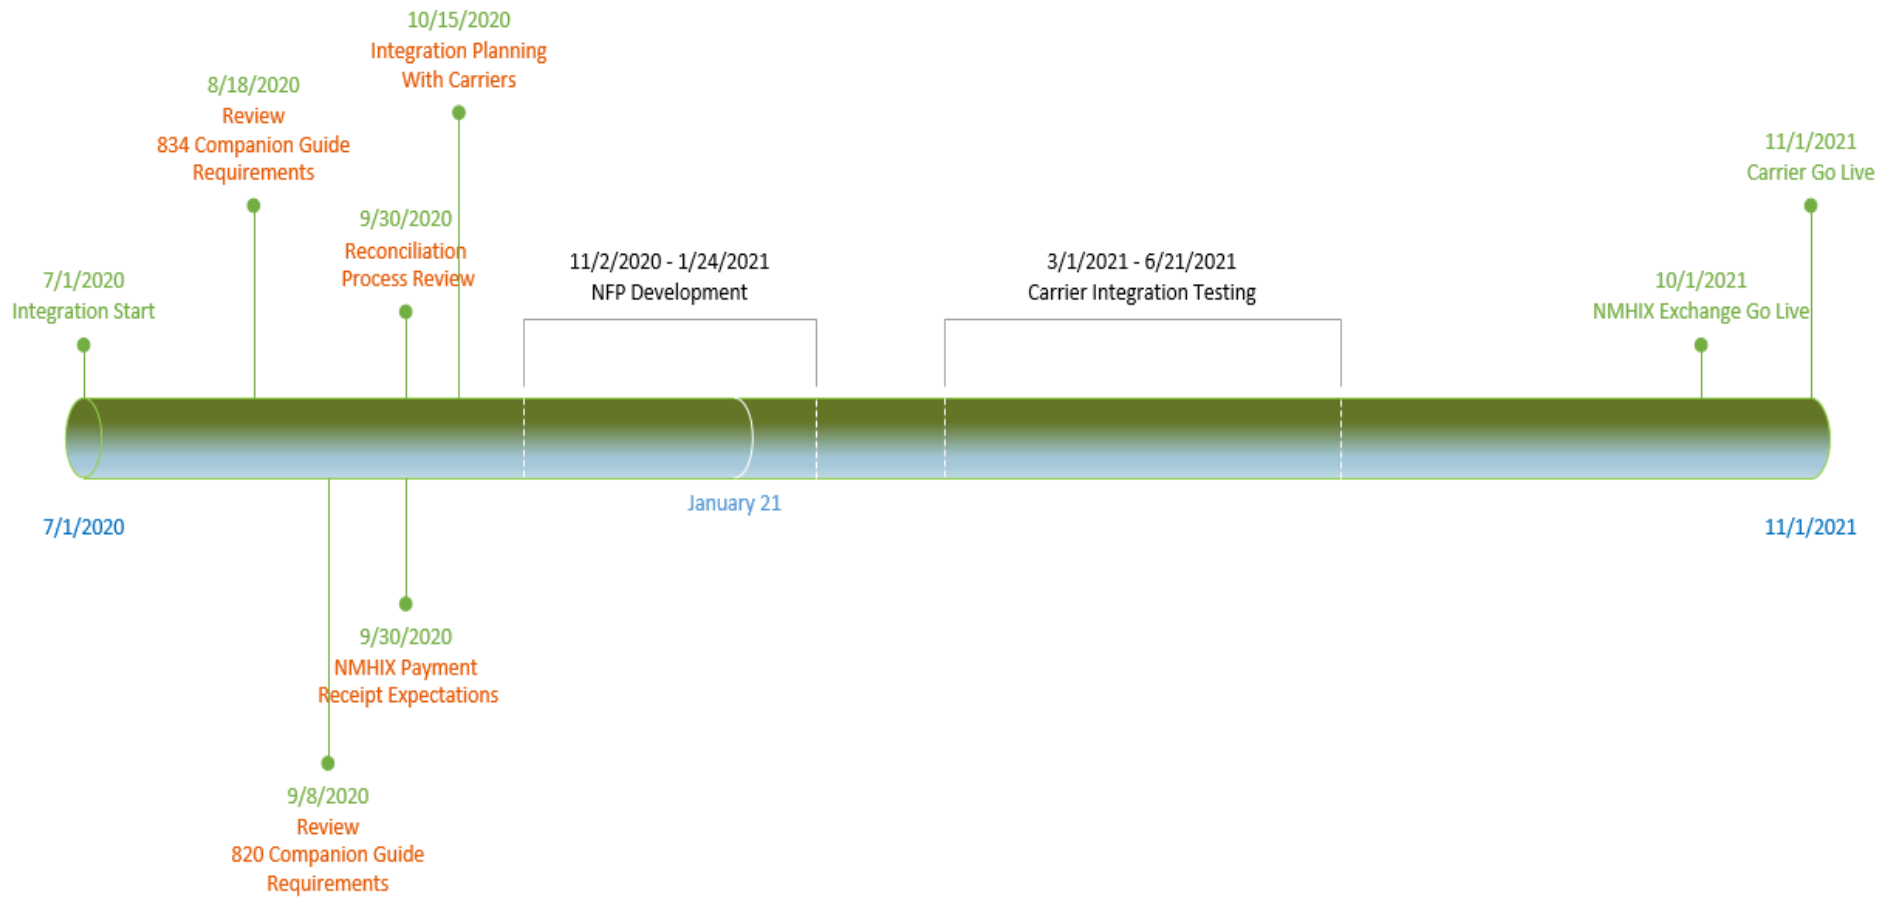 10/15/2020
Integration Planning
With Carriers
8/18/2020
Review
834 Companion Guide
Requirements
11/1/2021
Carrier Go Live
9/30/2020
Reconciliation
Process Review
11/2/2020 - 1/24/2021
NFP Development
3/1/2021 - 6/21/2021
Carrier Integration Testing
7/1/2020
Integration Start
10/1/2021
NMHIX Exchange Go Live
January 21
7/1/2020
11/1/2021
9/30/2020
NMHIX Payment
Receipt Expectations
9/8/2020
Review
820 Companion Guide
Requirements